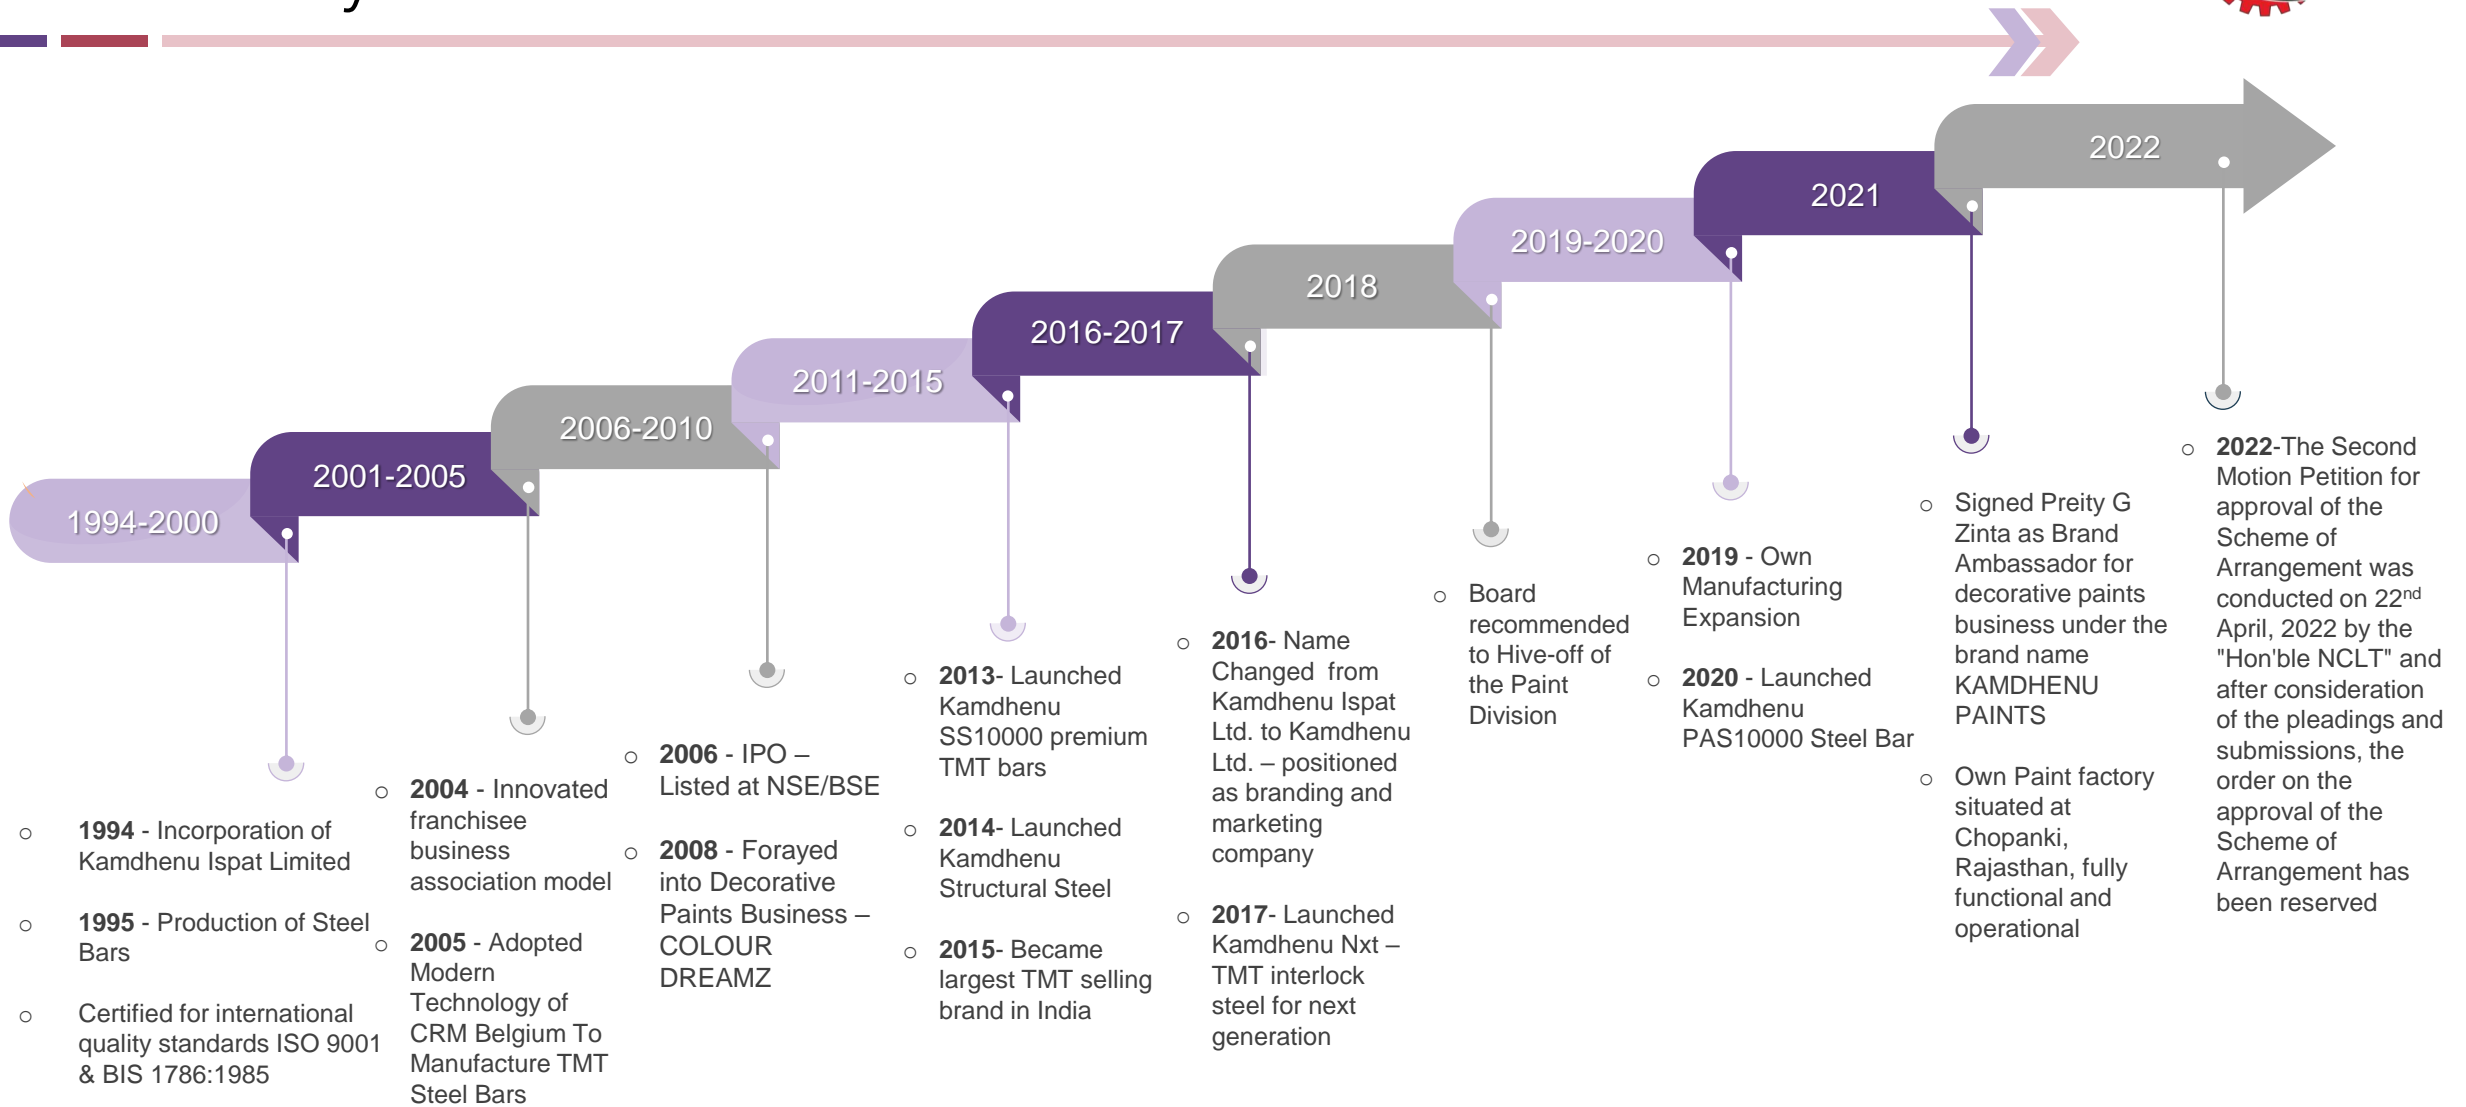 1994-2000
2001-2005
2006-2010
2011-2015
2016-2017
2018
2019-2020
2021
2022
○ 1994 - Incorporation of
Kamdhenu Ispat Limited
○ 1995 - Production of Steel
Bars
○ Certified for international
quality standards ISO 9001
& BIS 1786:1985
○ 2004 - Innovated
franchisee
business
association model
○ 2005 - Adopted
Modern
Technology of
CRM Belgium To
Manufacture TMT
Steel Bars
○ 2006 - IPO –
Listed at NSE/BSE
○ 2008 - Forayed
into Decorative
Paints Business –
COLOUR
DREAMZ
○ 2013- Launched
Kamdhenu
SS10000 premium
TMT bars
○ 2014- Launched
Kamdhenu
Structural Steel
○ 2015- Became
largest TMT selling
brand in India
○ 2016- Name
Changed from
Kamdhenu Ispat
Ltd. to Kamdhenu
Ltd. – positioned
as branding and
marketing
company
○ 2017- Launched
Kamdhenu Nxt –
TMT interlock
steel for next
generation
○ Board
recommended
to Hive-off of
the Paint
Division
○ 2019 - Own
Manufacturing
Expansion
○ 2020 - Launched
Kamdhenu
PAS10000 Steel Bar
○ Signed Preity G
Zinta as Brand
Ambassador for
decorative paints
business under the
brand name
KAMDHENU
PAINTS
○ Own Paint factory
situated at
Chopanki,
Rajasthan, fully
functional and
operational
○ 2022-The Second
Motion Petition for
approval of the
Scheme of
Arrangement was
conducted on 22nd
April, 2022 by the
"Hon'ble NCLT" and
after consideration
of the pleadings and
submissions, the
order on the
approval of the
Scheme of
Arrangement has
been reserved